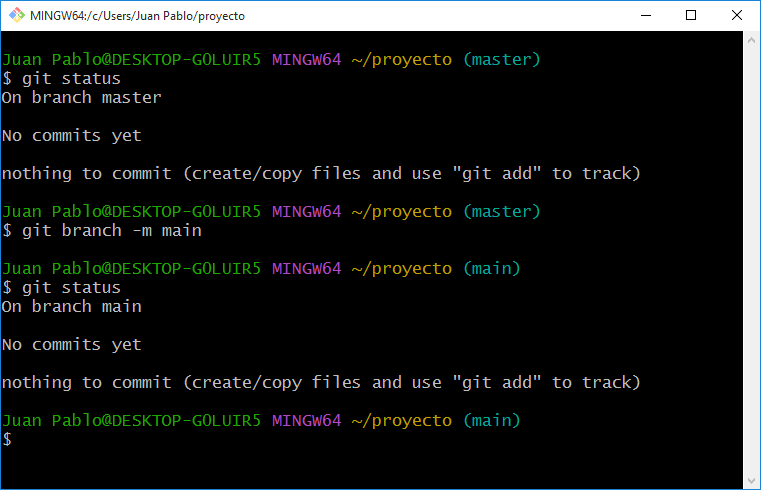 MINGW64:/c/Users/Juan Pablo/proyecto
Juan Pablo@DESKTOP-GOLUIR5 MINGW64 ~/proyecto (master)
$ git status
On branch master
No commits yet
nothing to commit (create/copy files and use "git add" to track)
Juan Pablo@DESKTOP-GOLUIR5 MINGW64 ~/proyecto (master)
$ git branch -m main
Juan Pablo@DESKTOP-GOLUIR5 MINGW64 ~/proyecto (main)
$ git status
On branch main
No commits yet
nothing to commit (create/copy files and use "git add" to track)
Juan Pablo@DESKTOP-GOLUIR5 MINGW64 ~/proyecto (main)
$